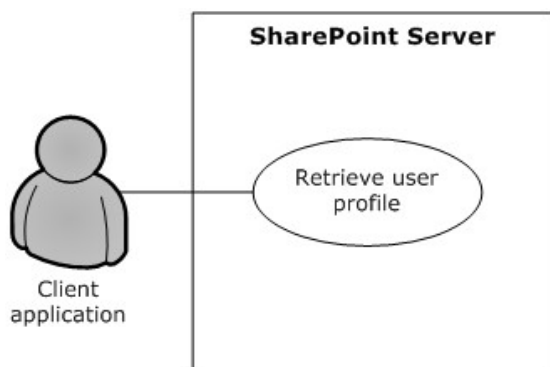 SharePoint Server
Retrieve user
profile
Client
application